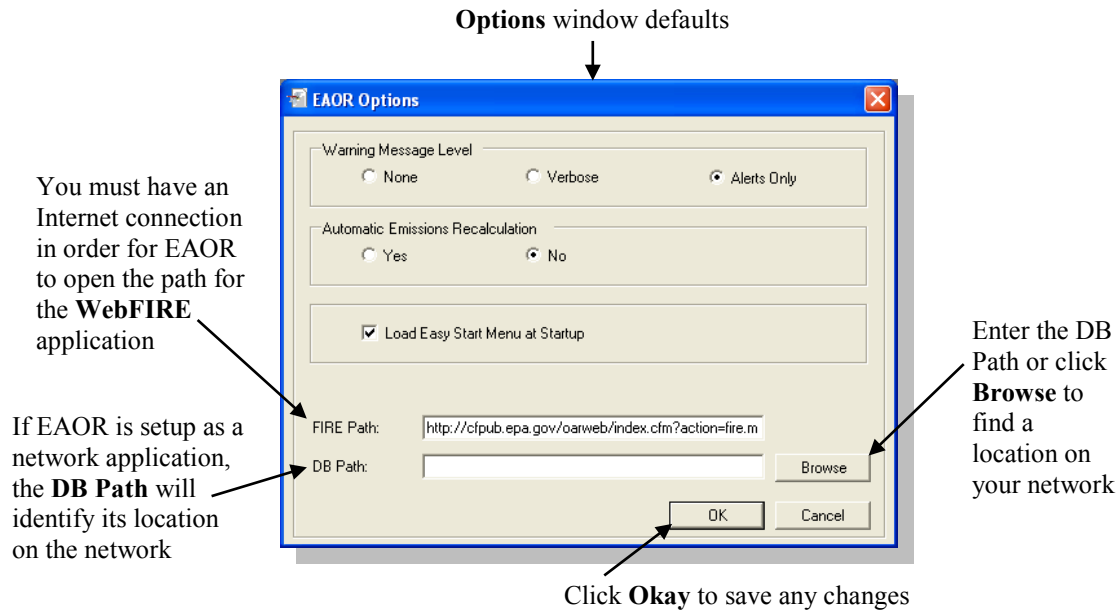 Options window defaults
EAOR Options
Warning Message Level
None Verbose Alerts Only
Automatic Emissions Recalculation
Yes No
Load Easy Start Menu at Startup
FIRE Path: http://cfpub.epa.gov/oarweb/index.cfm?action=fire.m
DB Path: Browse
OK Cancel
You must have an
Internet connection
in order for EAOR
to open the path for
the WebFIRE
application
If EAOR is setup as a
network application,
the DB Path will
identify its location
on the network
Enter the DB
Path or click
Browse to
find a
location on
your network
Click Okay to save any changes